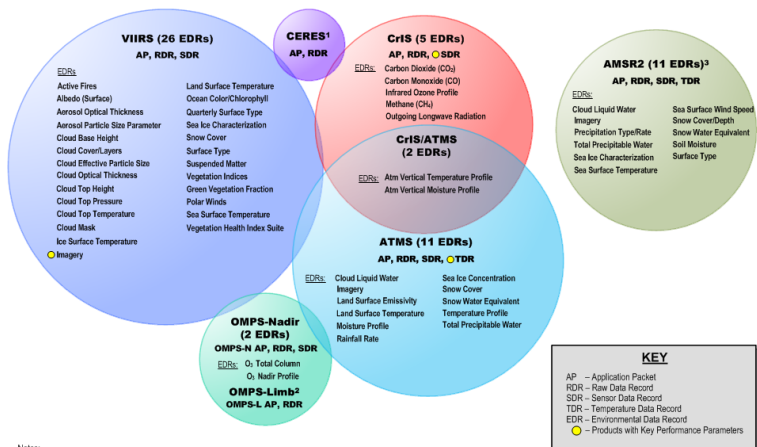 VIIRS (26 EDRs)
AP, RDR, SDR
EDRs
Active Fires
Albedo (Surface)
Aerosol Optical Thickness
Aerosol Particle Size Parameter
Cloud Base Height
Cloud Cover/Layers
Cloud Effective Particle Size
Cloud Optical Thickness
Cloud Top Height
Cloud Top Pressure
Cloud Top Temperature
Cloud Mask
Ice Surface Temperature
Imagery
Land Surface Temperature
Ocean Color/Chlorophyll
Quarterly Surface Type
Sea Ice Characterization
Snow Cover
Surface Type
Suspended Matter
Vegetation Indices
Green Vegetation Fraction
Polar Winds
Sea Surface Temperature
Vegetation Health Index Suite
CERES¹
AP, RDR
CrIS (5 EDRs)
AP, RDR, SDR
EDRs:
Carbon Dioxide (CO₂)
Carbon Monoxide (CO)
Infrared Ozone Profile
Methane (CH₄)
Outgoing Longwave Radiation
CrIS/ATMS
(2 EDRs)
EDRs: Atm Vertical Temperature Profile
Atm Vertical Moisture Profile
ATMS (11 EDRs)
AP, RDR, SDR, TDR
EDRs:
Cloud Liquid Water
Imagery
Land Surface Emissivity
Land Surface Temperature
Moisture Profile
Rainfall Rate
Sea Ice Concentration
Snow Cover
Snow Water Equivalent
Temperature Profile
Total Precipitable Water
OMPS-Nadir
(2 EDRs)
OMPS-N AP, RDR, SDR
EDRs: O₃ Total Column
O₃ Nadir Profile
OMPS-Limb²
OMPS-L AP, RDR
AMSR2 (11 EDRs)³
AP, RDR, SDR, TDR
EDRs:
Cloud Liquid Water
Imagery
Precipitation Type/Rate
Total Precipitable Water
Sea Ice Characterization
Sea Surface Temperature
Sea Surface Wind Speed
Snow Cover/Depth
Snow Water Equivalent
Soil Moisture
Surface Type
KEY
AP – Application Packet
RDR – Raw Data Record
SDR – Sensor Data Record
TDR – Temperature Data Record
EDR – Environmental Data Record
– Products with Key Performance Parameters